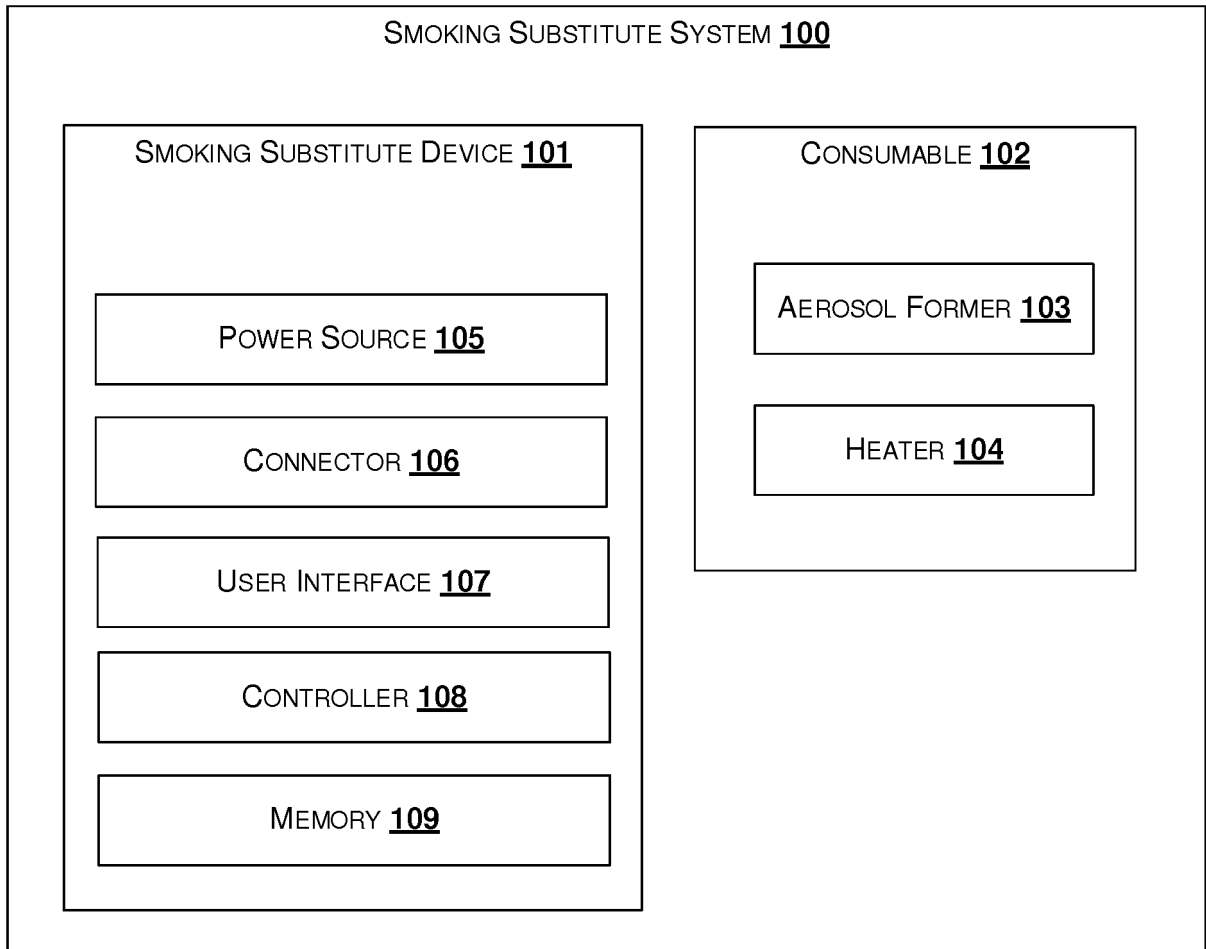 SMOKING SUBSTITUTE SYSTEM 100
SMOKING SUBSTITUTE DEVICE 101
POWER SOURCE 105
CONNECTOR 106
USER INTERFACE 107
CONTROLLER 108
MEMORY 109
CONSUMABLE 102
AEROSOL FORMER 103
HEATER 104